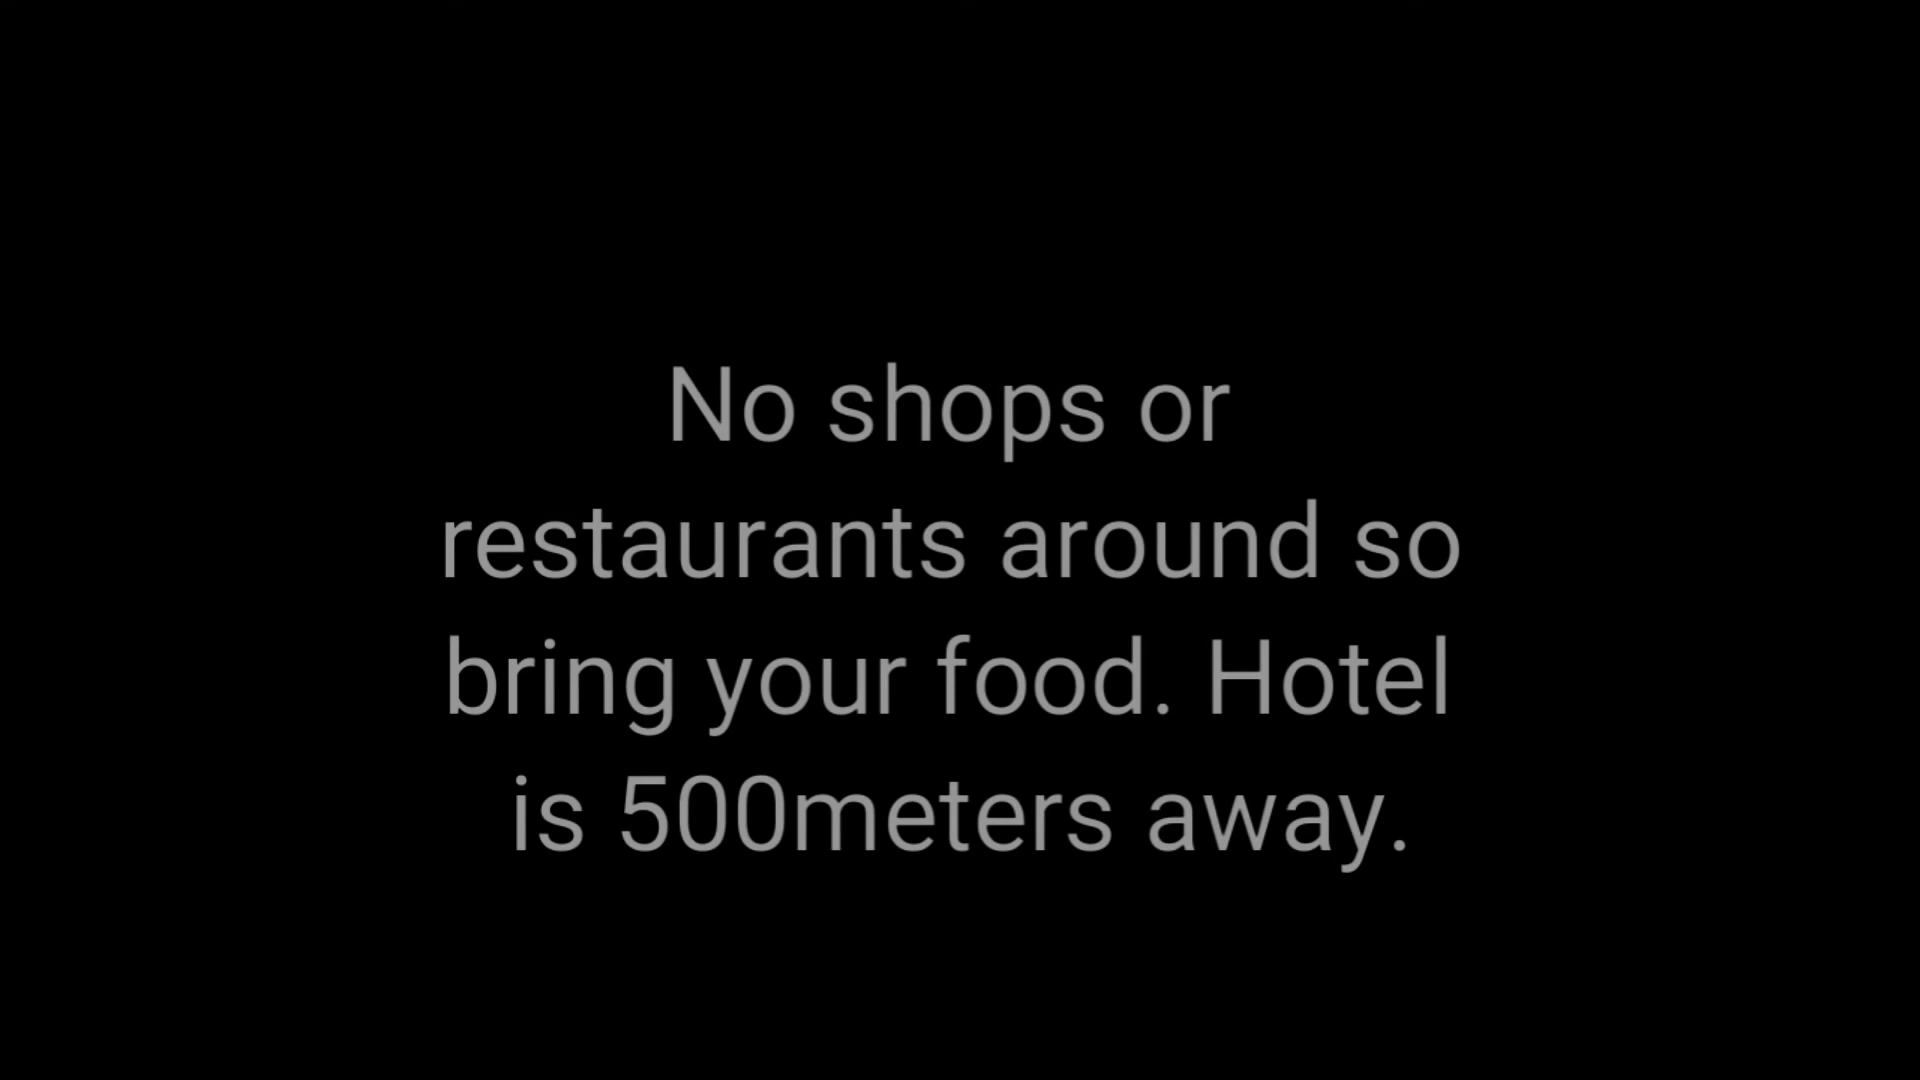 No shops or
restaurants around so
bring your food. Hotel
is 500meters away.